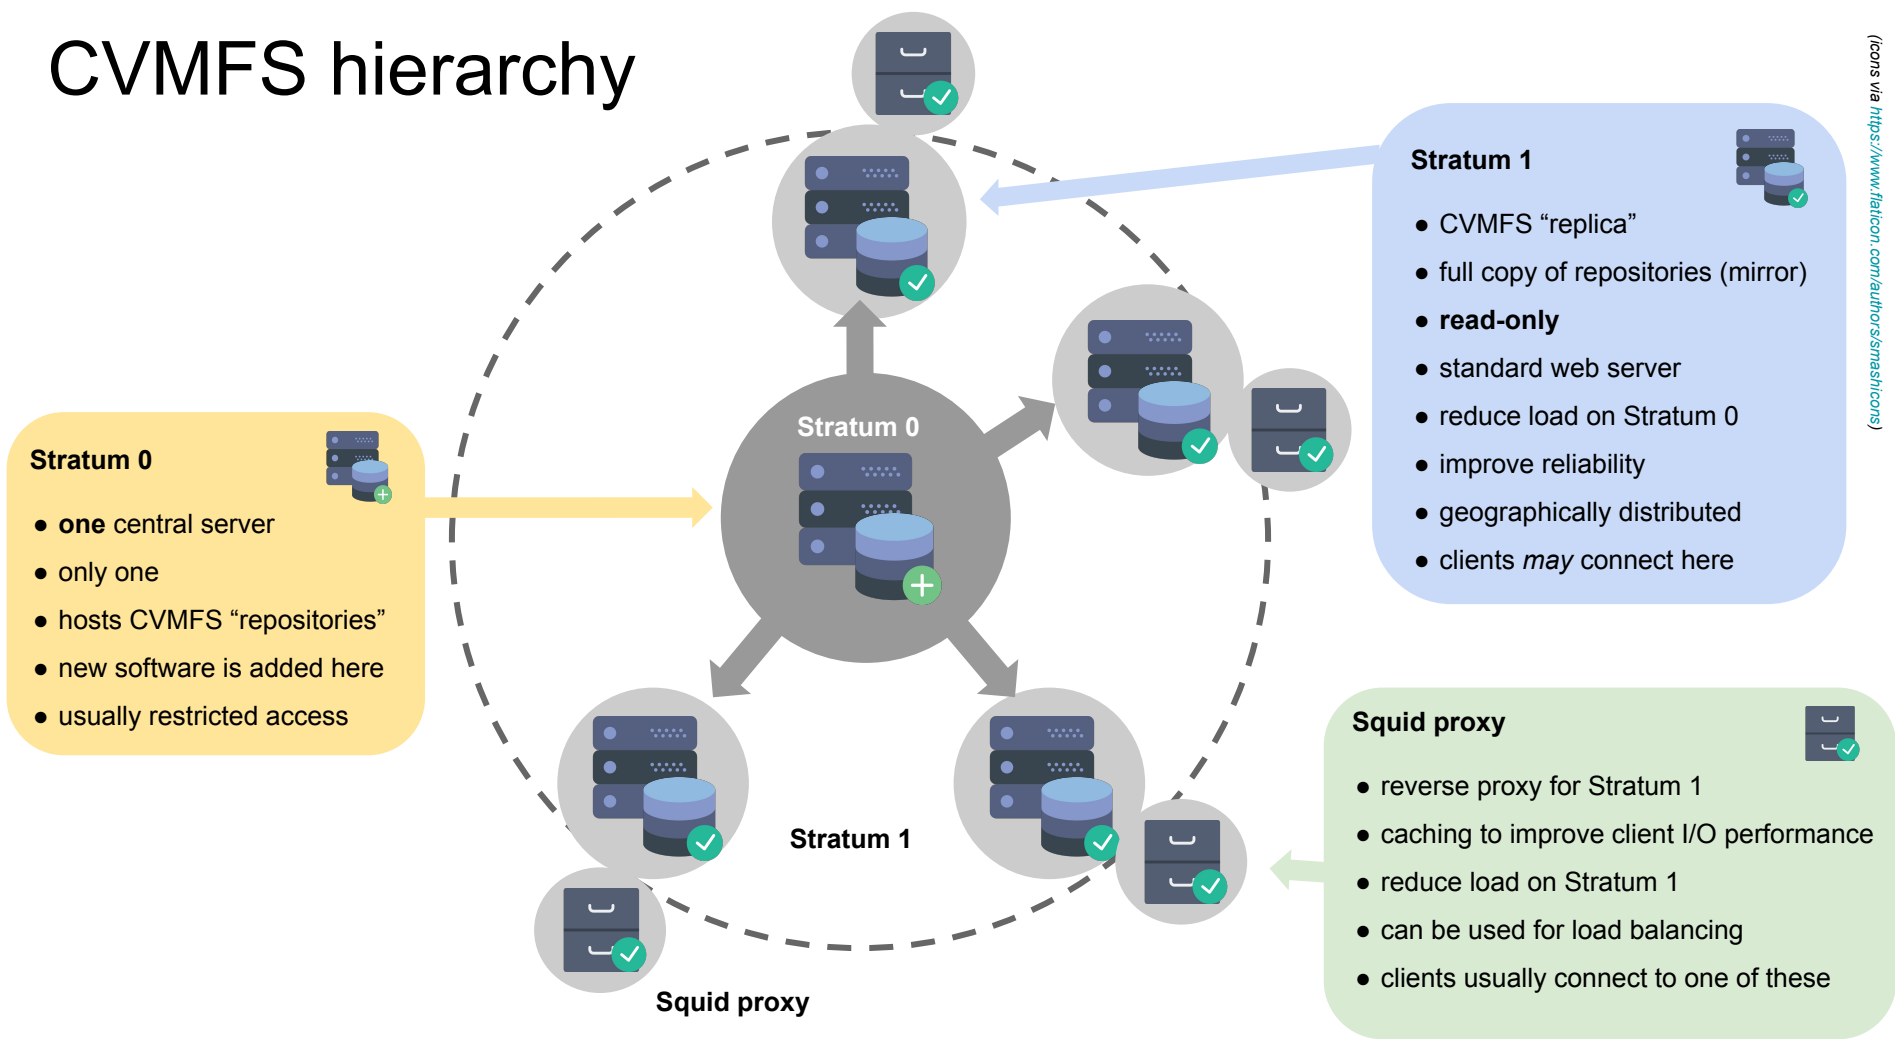 CVMFS hierarchy
(icons via https://www.flaticon.com/authors/smashicons)
Stratum 1
● CVMFS “replica”
● full copy of repositories (mirror)
● read-only
● standard web server
● reduce load on Stratum 0
● improve reliability
● geographically distributed
● clients may connect here
Stratum 0
Stratum 0
● one central server
● only one
● hosts CVMFS “repositories”
● new software is added here
● usually restricted access
Stratum 1
Squid proxy
Squid proxy
● reverse proxy for Stratum 1
● caching to improve client I/O performance
● reduce load on Stratum 1
● can be used for load balancing
● clients usually connect to one of these